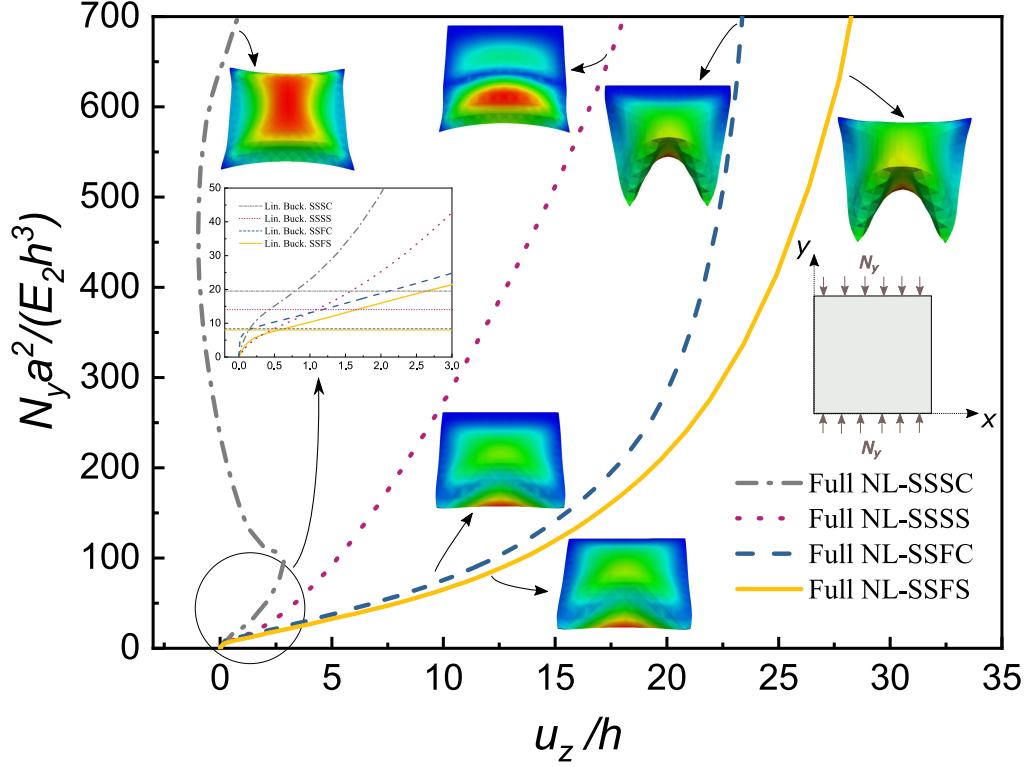 700
600
500
400
300
200
100
0
N_y a^2/(E_2 h^3)
0
5
10
15
20
25
30
35
u_z /h
50
40
30
20
10
0
0.0
0.5
1.0
1.5
2.0
2.5
3.0
Lin. Buck. SSSC
Lin. Buck. SSSS
Lin. Buck. SSFC
Lin. Buck. SSFS
y
N_y
x
N_y
Full NL-SSSC
Full NL-SSSS
Full NL-SSFC
Full NL-SSFS